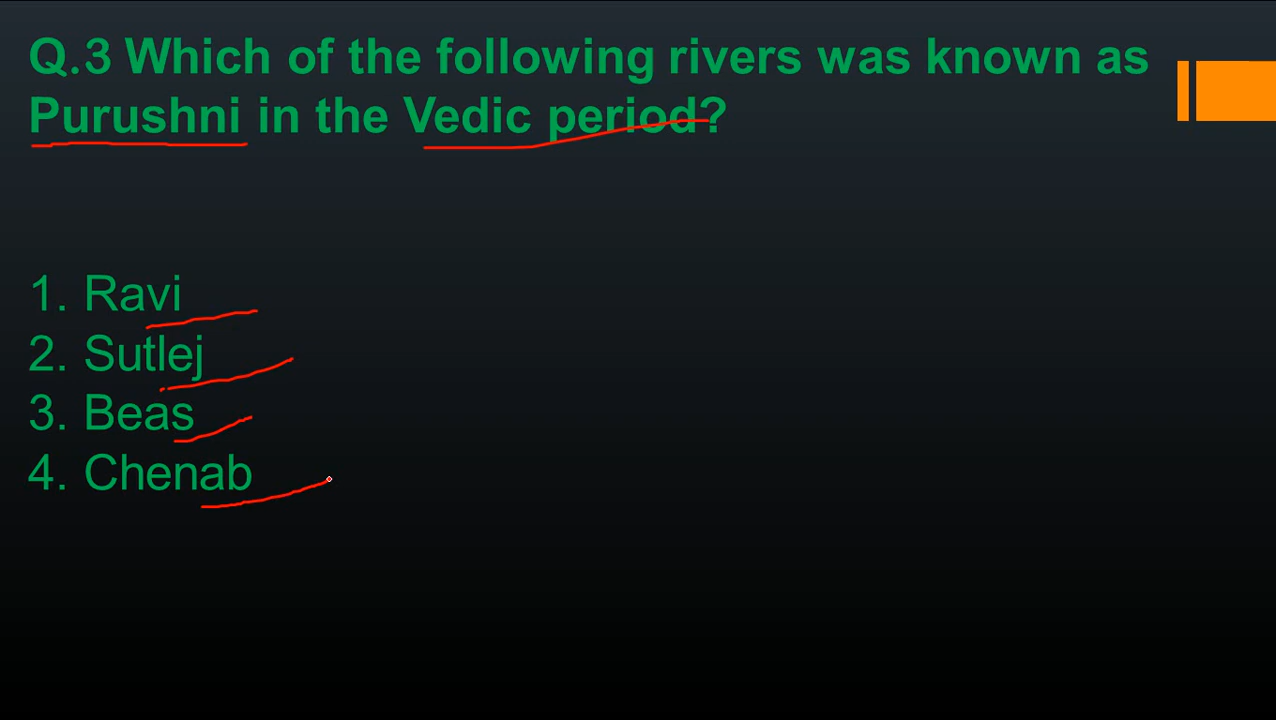 Q.3 Which of the following rivers was known as
Purushni in the Vedic period?
1. Ravi
2. Sutlej
3. Beas
4. Chenab